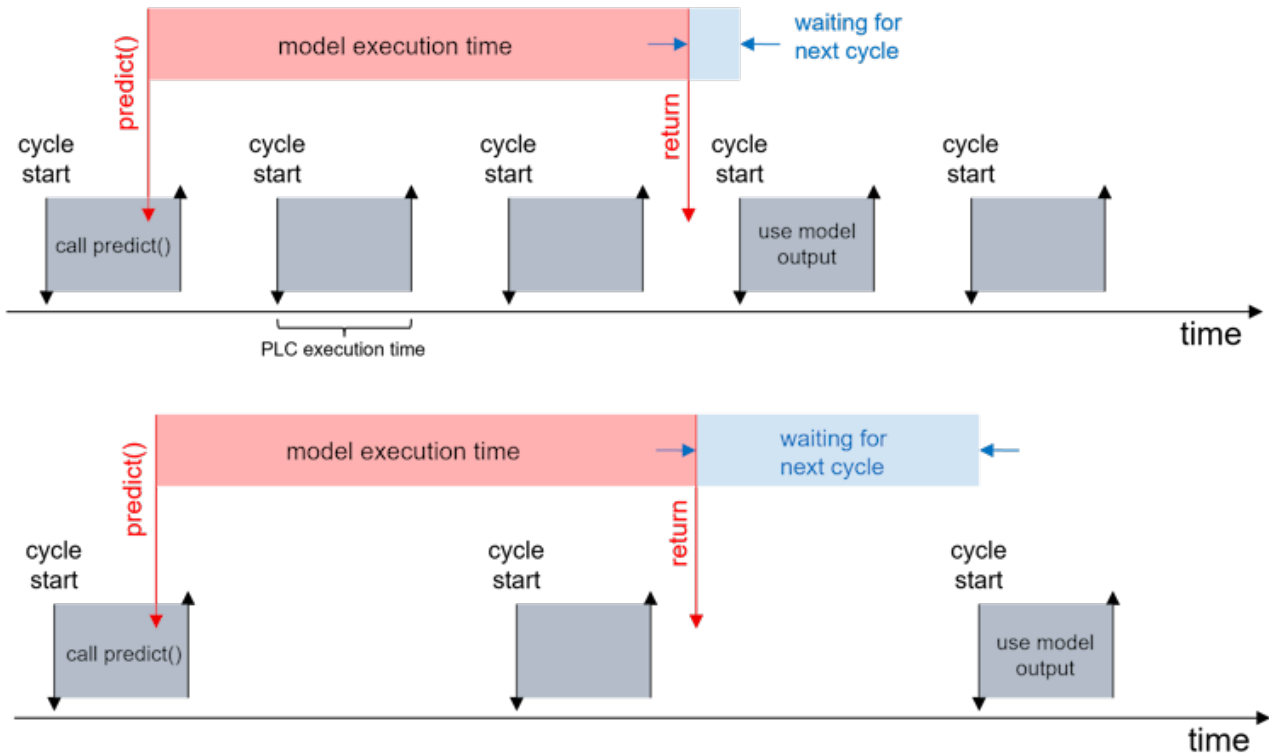 model execution time
waiting for
next cycle
predict()
return
cycle
start
cycle
start
cycle
start
cycle
start
cycle
start
call predict()
use model
output
time
PLC execution time
model execution time
waiting for
next cycle
predict()
return
cycle
start
cycle
start
cycle
start
call predict()
use model
output
time